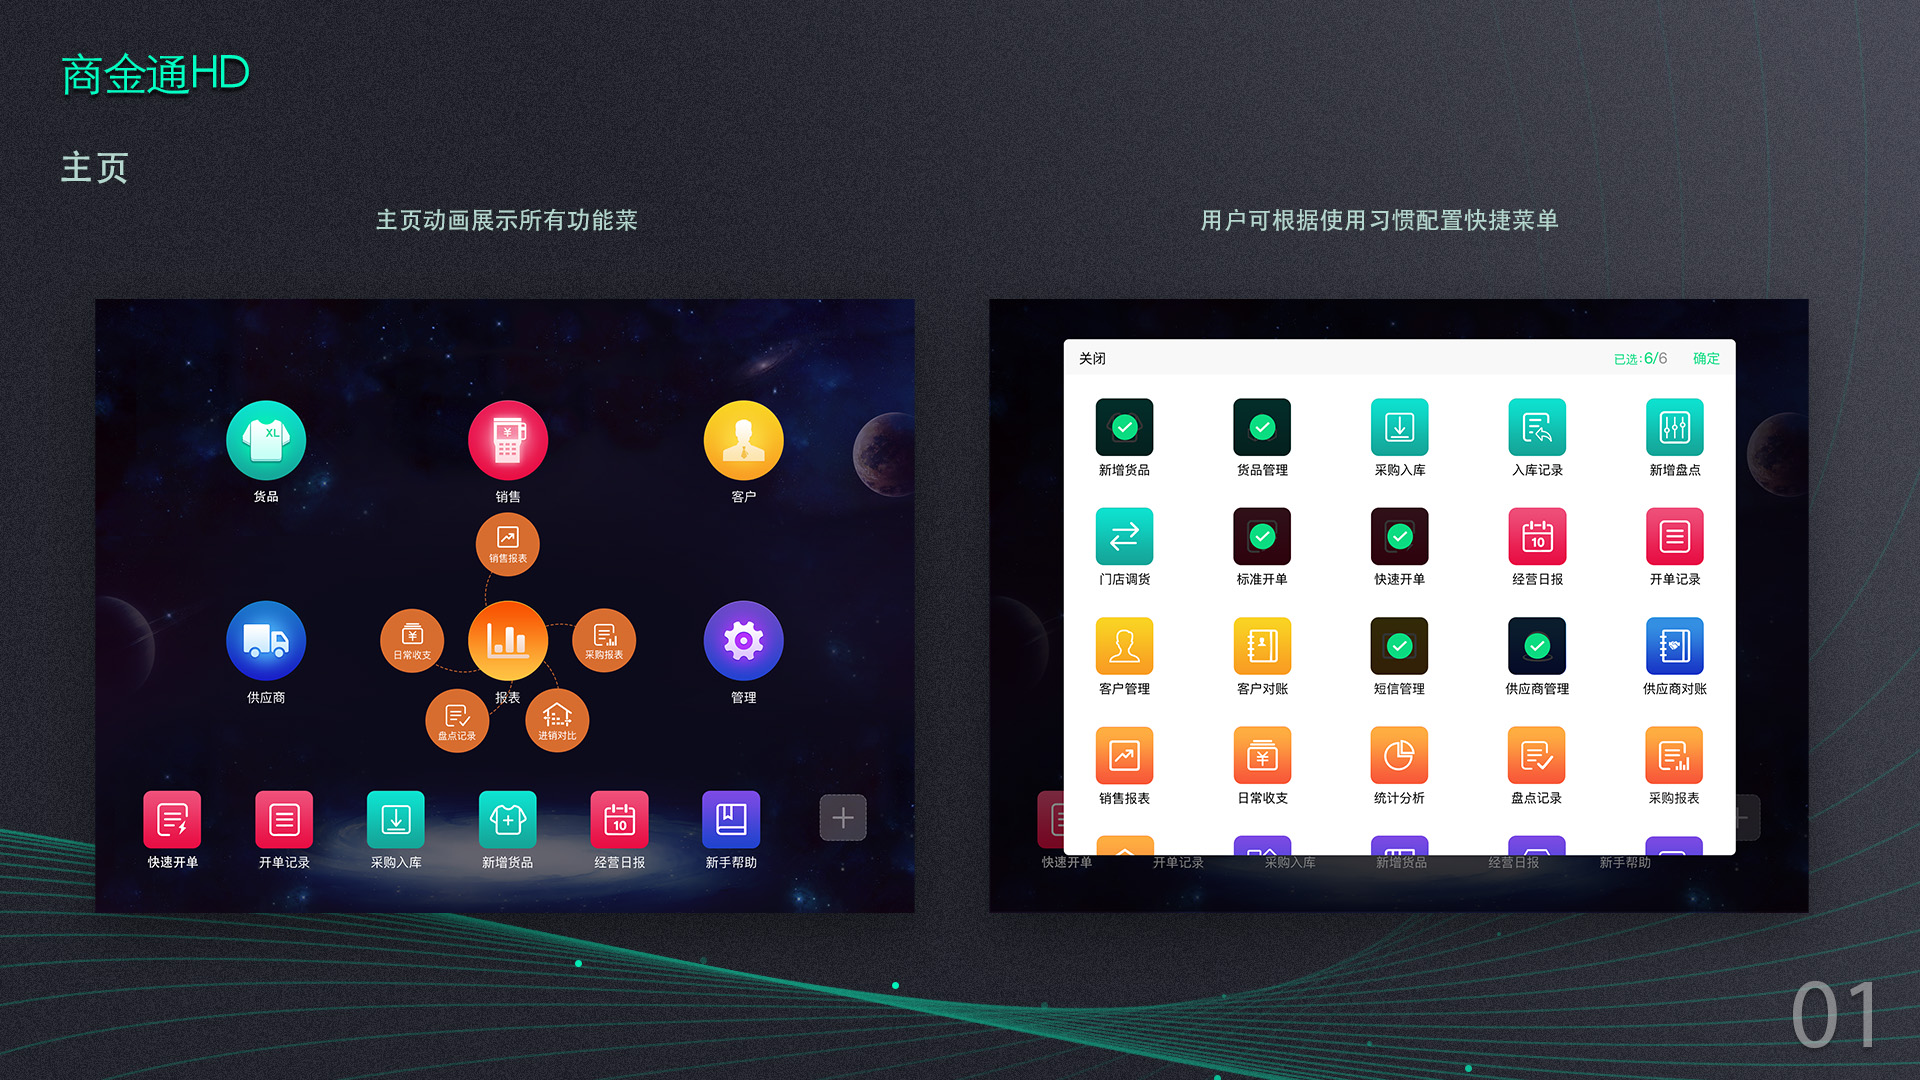 商金通HD
主页
主页动画展示所有功能菜
用户可根据使用习惯配置快捷菜单
XL
¥
货品
销售
客户
销售报表
¥
日常收支
采购报表
供应商
报表
管理
盘点记录
进销对比
10
快速开单
开单记录
采购入库
新增货品
经营日报
新手帮助
关闭
已选:6/6
确定
新增货品
货品管理
采购入库
入库记录
新增盘点
10
门店调货
标准开单
快速开单
经营日报
开单记录
客户管理
客户对账
短信管理
供应商管理
供应商对账
¥
销售报表
日常收支
统计分析
盘点记录
采购报表
快速开单
开单记录
采购入库
新增货品
经营日报
新手帮助
01